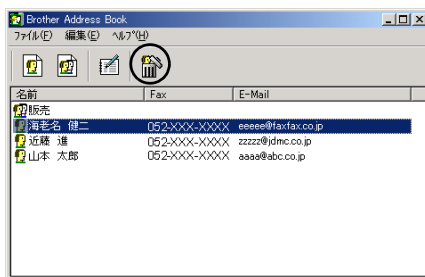 Brother Address Book
ファイル(F) 編集(E) ヘルプ(H)
名前 Fax E-Mail
販売
海老名 健二 052-XXX-XXXX eeeee@faxfax.co.jp
近藤 進 052-XXX-XXXX zzzzz@jdmc.co.jp
山本 太郎 052-XXX-XXXX aaaa@abc.co.jp